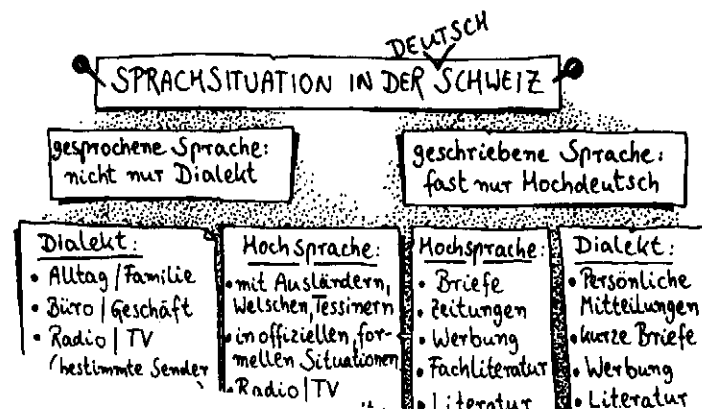 DEUTSCH
SPRACHSITUATION IN DER SCHWEIZ
gesprochene Sprache:
nicht nur Dialekt
geschriebene Sprache:
fast nur Hochdeutsch
Dialekt:
• Alltag / Familie
• Büro / Geschäft
• Radio / TV
(bestimmte Sender
Hochsprache:
• mit Ausländern,
Welschen, Tessinern
• in offiziellen, for-
mellen Situationen
• Radio / TV
Hochsprache:
• Briefe
• Zeitungen
• Werbung
• Fachliteratur
• Literatur
Dialekt:
• Persönliche
Mitteilungen
• kurze Briefe
• Werbung
• Literatur